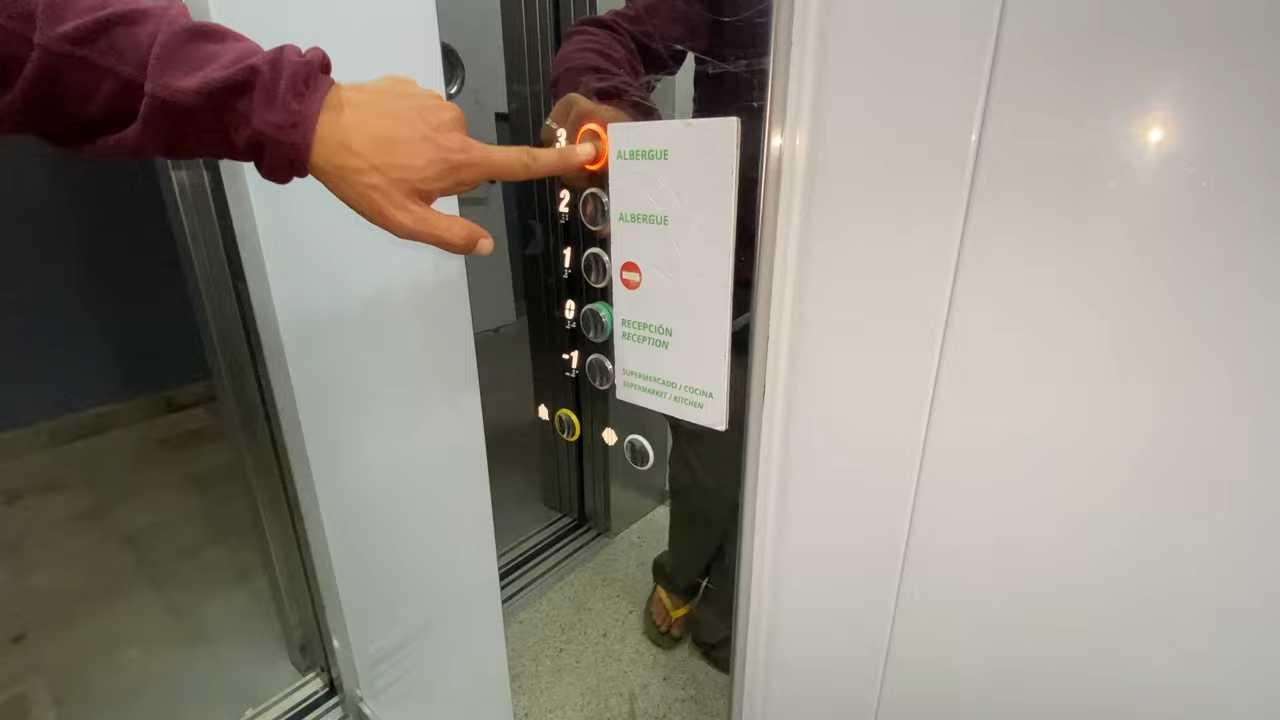 3
ALBERGUE
2
ALBERGUE
1
0
RECEPCIÓN
RECEPTION
-1
SUPERMERCADO / COCINA
SUPERMARKET / KITCHEN